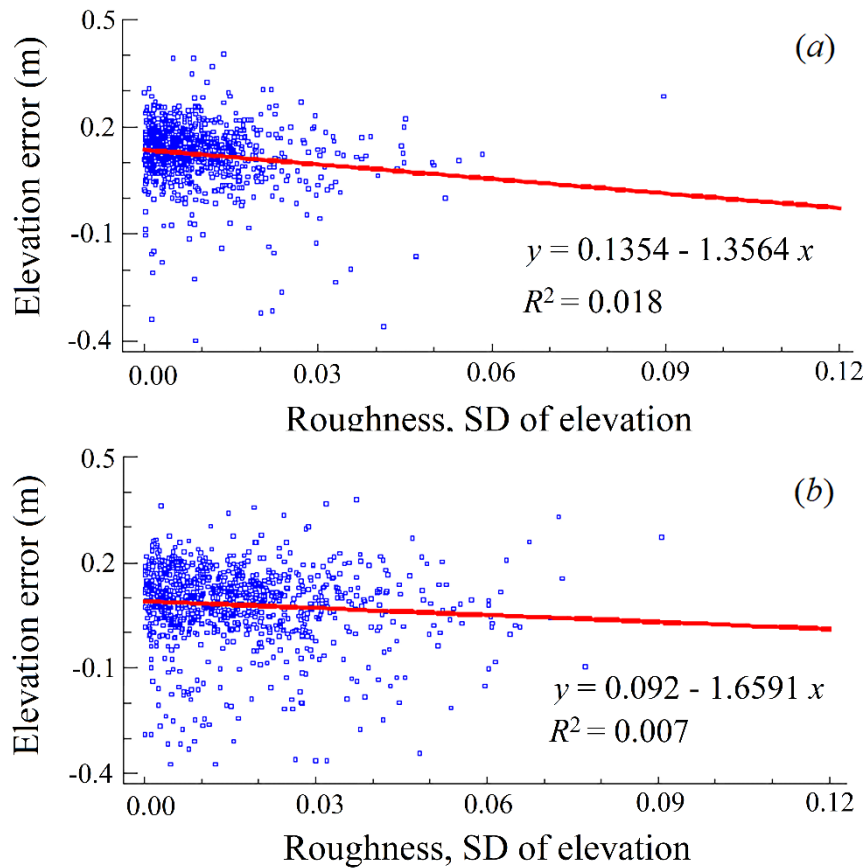 0.5
(a)
0.2
Elevation error (m)
-0.1
y = 0.1354 - 1.3564 x
R² = 0.018
-0.4
0.00 0.03 0.06 0.09 0.12
Roughness, SD of elevation
0.5
(b)
0.2
Elevation error (m)
-0.1
y = 0.092 - 1.6591 x
R² = 0.007
-0.4
0.00 0.03 0.06 0.09 0.12
Roughness, SD of elevation